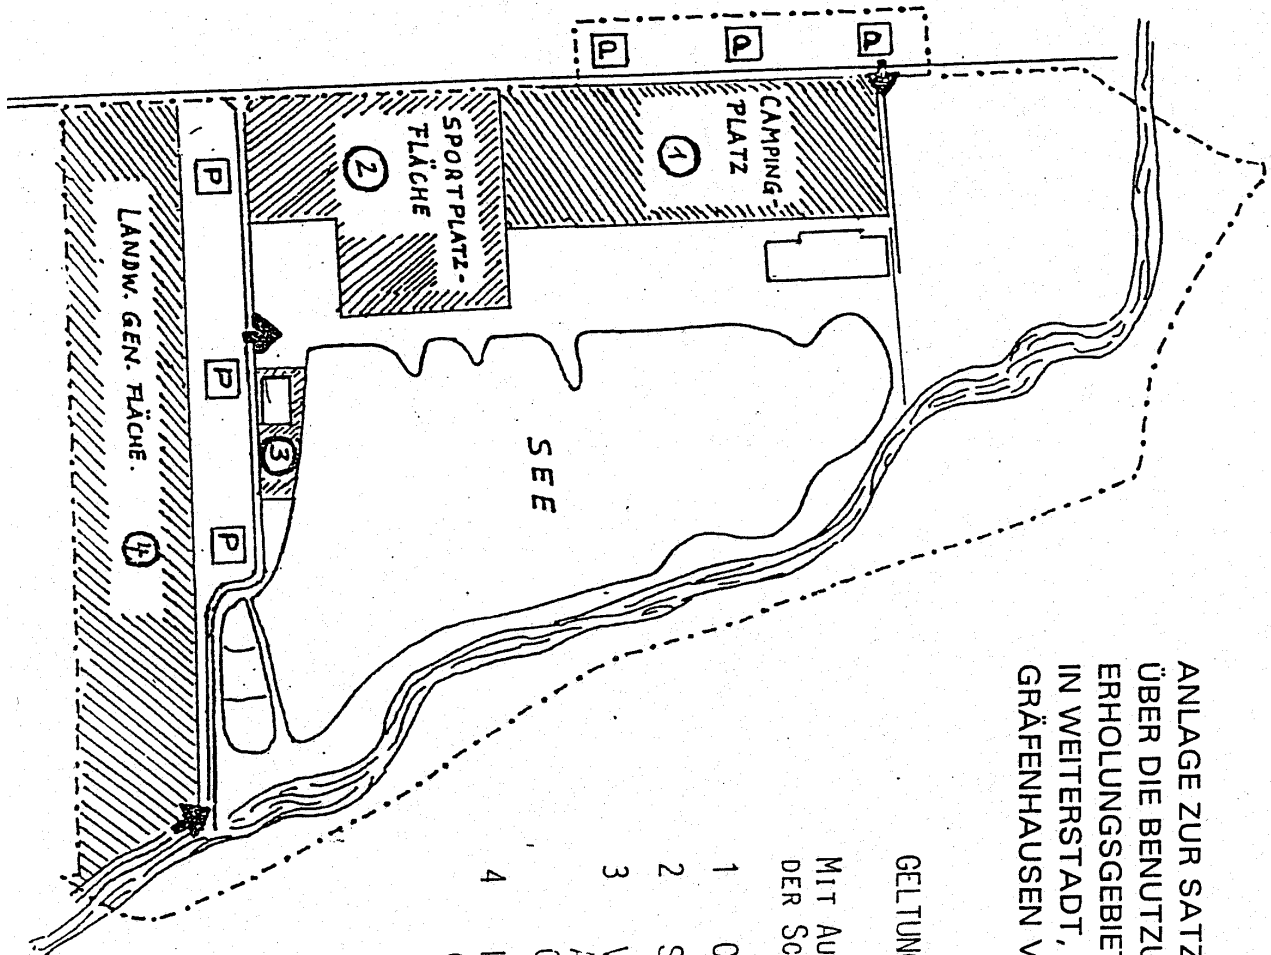 ANLAGE ZUR SATZ
ÜBER DIE BENUTZU
ERHOLUNGSGEBIET
IN WEITERSTADT,
GRÄFENHAUSEN V
GELTUNG
MIT AU
DER SC
1 C
2 S
3 V
4 L
P
P
P
CAMPING-
PLATZ
1
SPORTPLATZ-
FLÄCHE
2
P
P
P
3
SEE
LANDW. GEN. FLÄCHE.
4